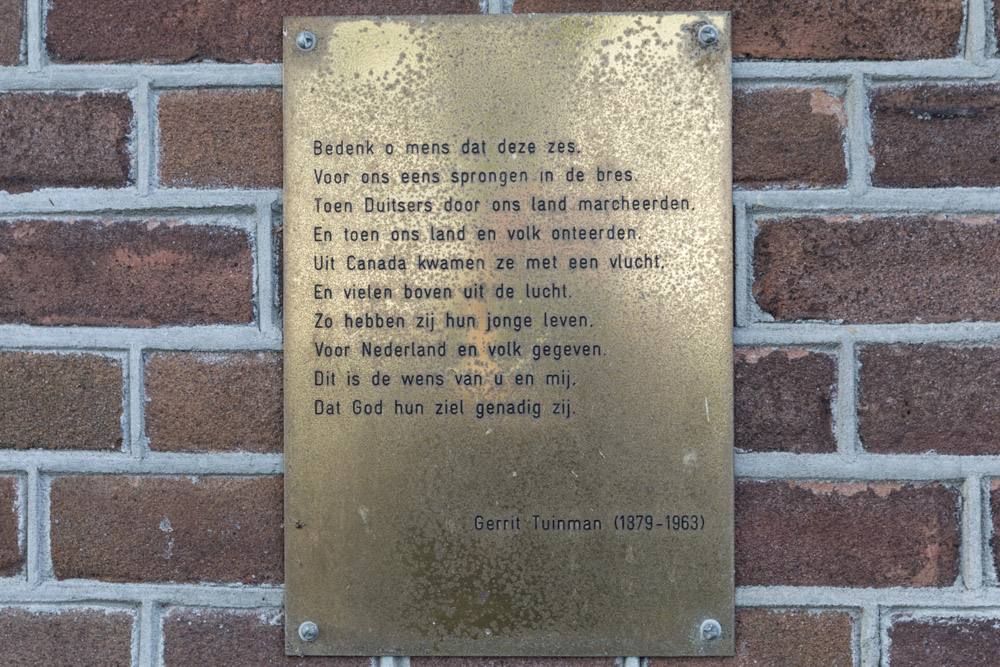 Bedenk o mens dat deze zes,
Voor ons eens sprongen in de bres.
Toen Duitsers door ons land marcheerden,
En toen ons land en volk onteerden.
Uit Canada kwamen ze met een vlucht,
En vielen boven uit de lucht.
Zo hebben zij hun jonge leven,
Voor Nederland en volk gegeven.
Dit is de wens van u en mij,
Dat God hun ziel genadig zij.
Gerrit Tuinman (1879-1963)